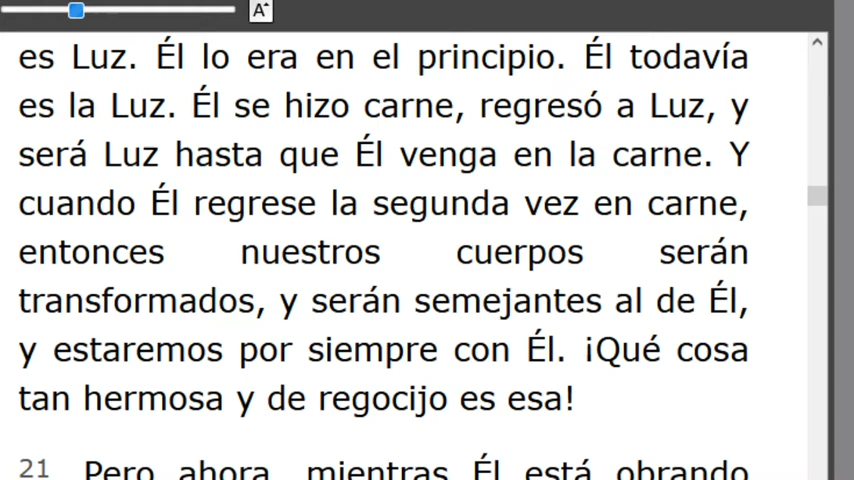 A
es Luz. Él lo era en el principio. Él todavía
es la Luz. Él se hizo carne, regresó a Luz, y
será Luz hasta que Él venga en la carne. Y
cuando Él regrese la segunda vez en carne,
entonces nuestros cuerpos serán
transformados, y serán semejantes al de Él,
y estaremos por siempre con Él. ¡Qué cosa
tan hermosa y de regocijo es esa!
21 Pero ahora, mientras Él está obrando